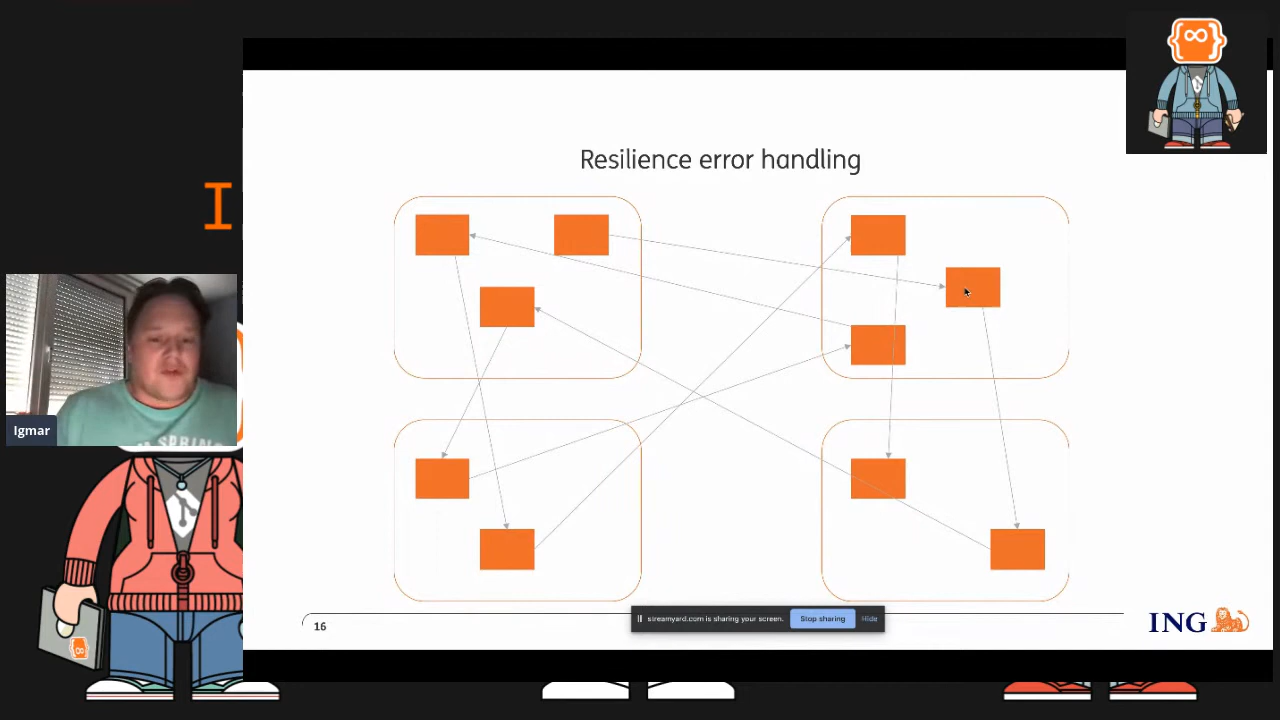 Resilience error handling
I
Igmar
streamyard.com is sharing your screen.
Stop sharing
Hide
16
ING